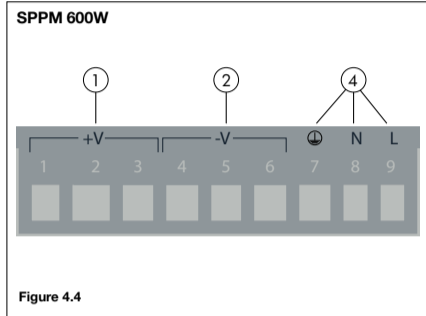 SPPM 600W
1 2 4
+V -V ⏚ N L
1 2 3 4 5 6 7 8 9
Figure 4.4